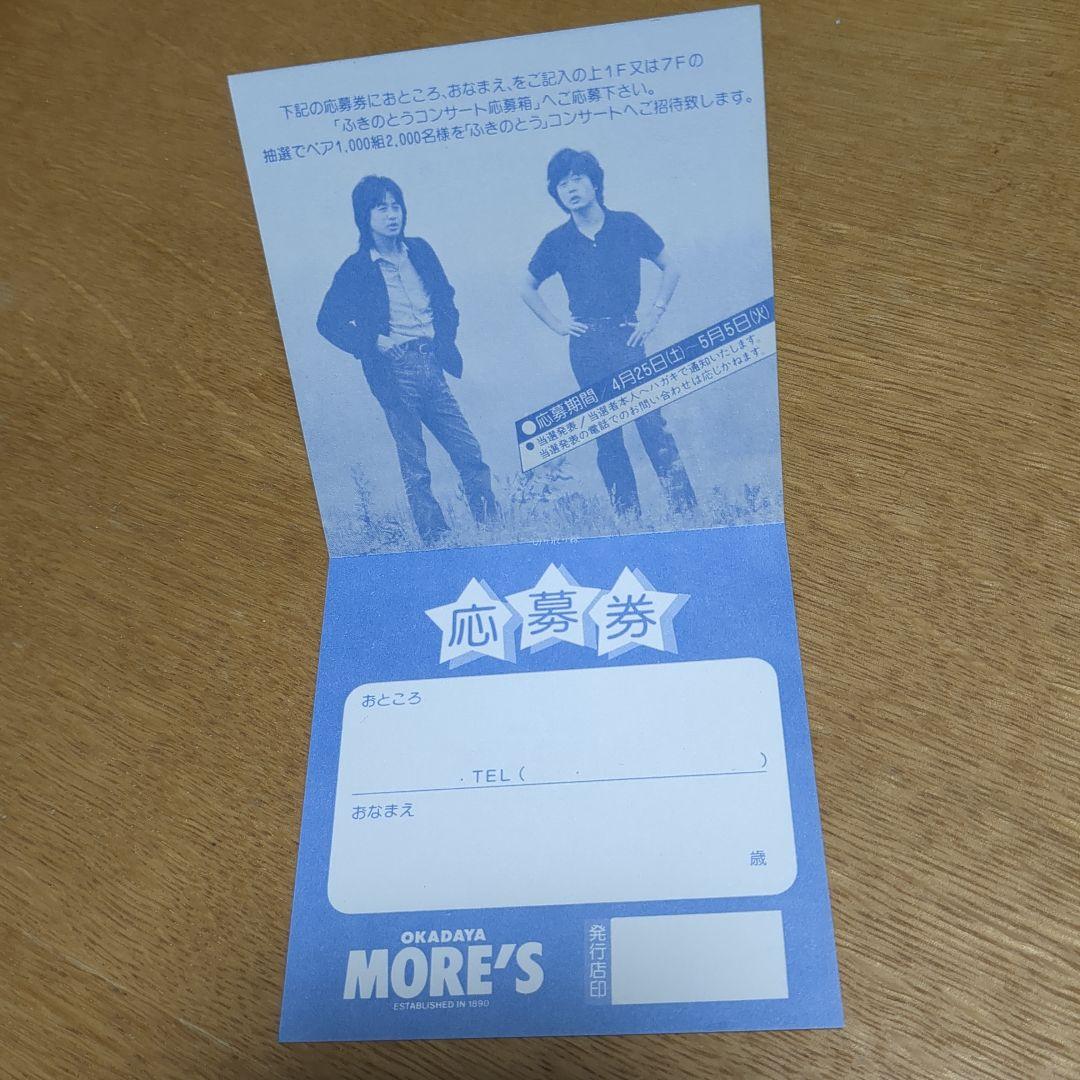 下記の応募券におところ、おなまえ、をご記入の上1F又は7Fの
「ふきのとうコンサート応募箱」へご応募下さい。
抽選でペア1,000組2,000名様を「ふきのとう」コンサートへご招待致します。
●応募期間／4月25日(土)〜5月5日(火)
●当選発表／当選者本人へハガキで通知いたします。
当選発表の電話でのお問い合わせは応じかねます。
切り取り線
応募券
おところ
・TEL( ・ )
おなまえ
歳
OKADAYA
MORE'S
ESTABLISHED IN 1890
発行店印